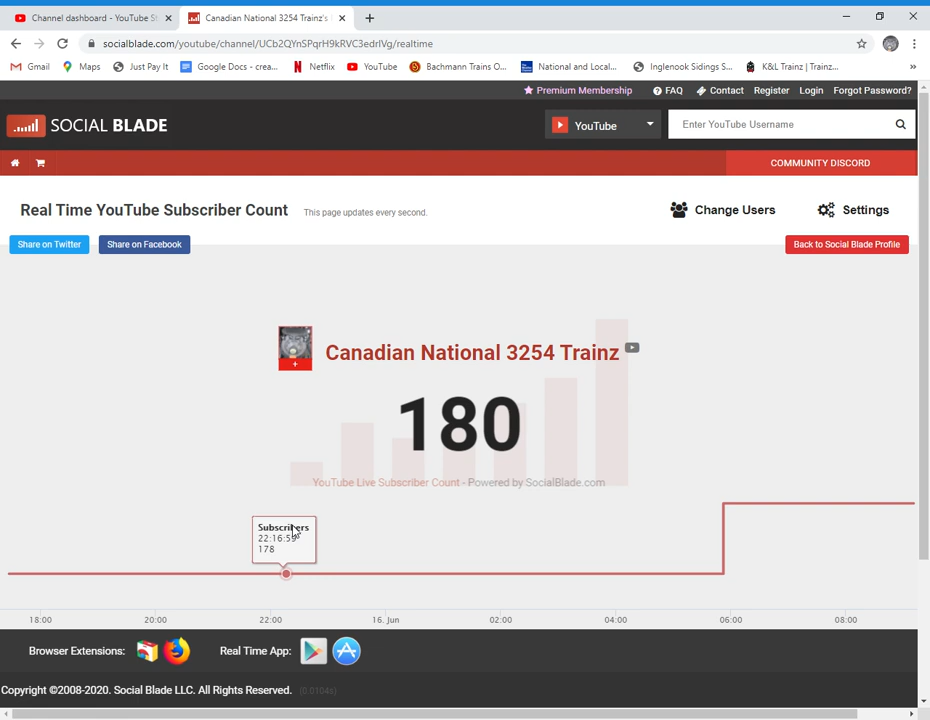 Channel dashboard - YouTube St
Canadian National 3254 Trainz's
socialblade.com/youtube/channel/UCb2QYnSPqrH9kRVC3edrIVg/realtime
Gmail Maps Just Pay It Google Docs - crea... Netflix YouTube Bachmann Trains O... National and Local... Inglenook Sidings S... K&L Trainz | Trainz... »
Premium Membership FAQ Contact Register Login Forgot Password?
SOCIAL BLADE YouTube Enter YouTube Username
COMMUNITY DISCORD
Real Time YouTube Subscriber Count This page updates every second. Change Users Settings
Share on Twitter Share on Facebook Back to Social Blade Profile
Canadian National 3254 Trainz
+
180
YouTube Live Subscriber Count - Powered by SocialBlade.com
Subscribers
22:16:59
178
18:00 20:00 22:00 16. Jun 02:00 04:00 06:00 08:00
Browser Extensions: Real Time App:
Copyright ©2008-2020. Social Blade LLC. All Rights Reserved. (0.0104s)